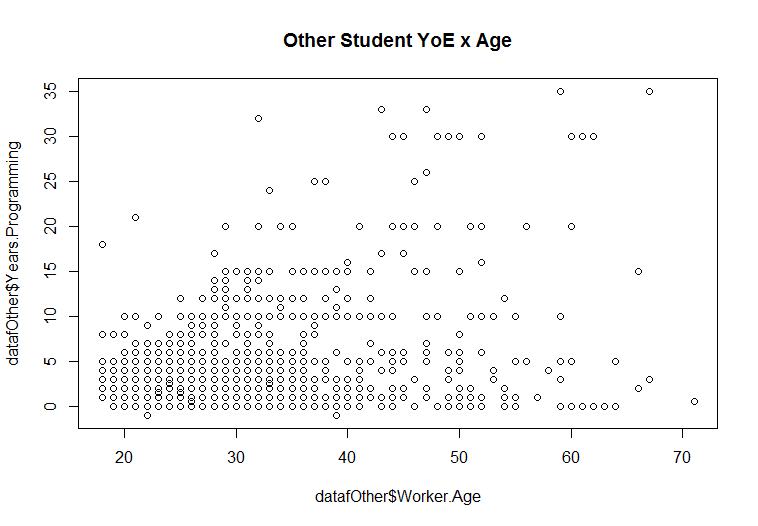 Other Student YoE x Age
datafOther$Years.Programming
35
30
25
20
15
10
5
0
20 30 40 50 60 70
datafOther$Worker.Age